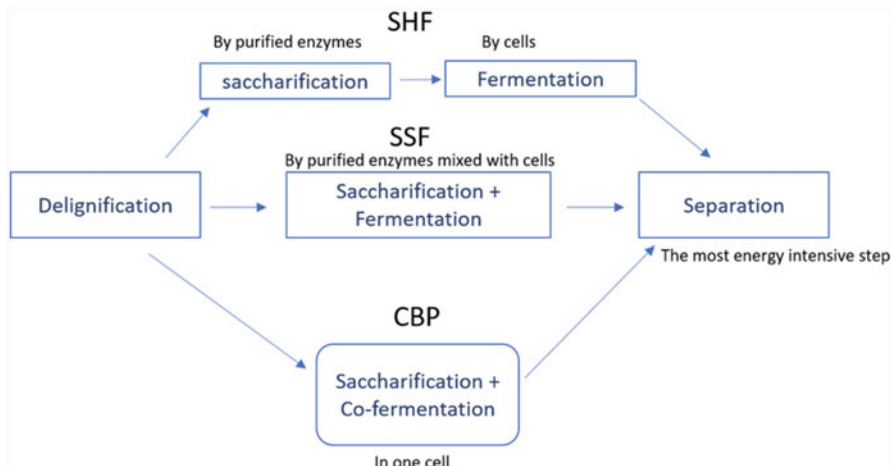 SHF
By purified enzymes
By cells
saccharification
Fermentation
SSF
By purified enzymes mixed with cells
Delignification
Saccharification +
Fermentation
Separation
The most energy intensive step
CBP
Saccharification +
Co-fermentation
In one cell